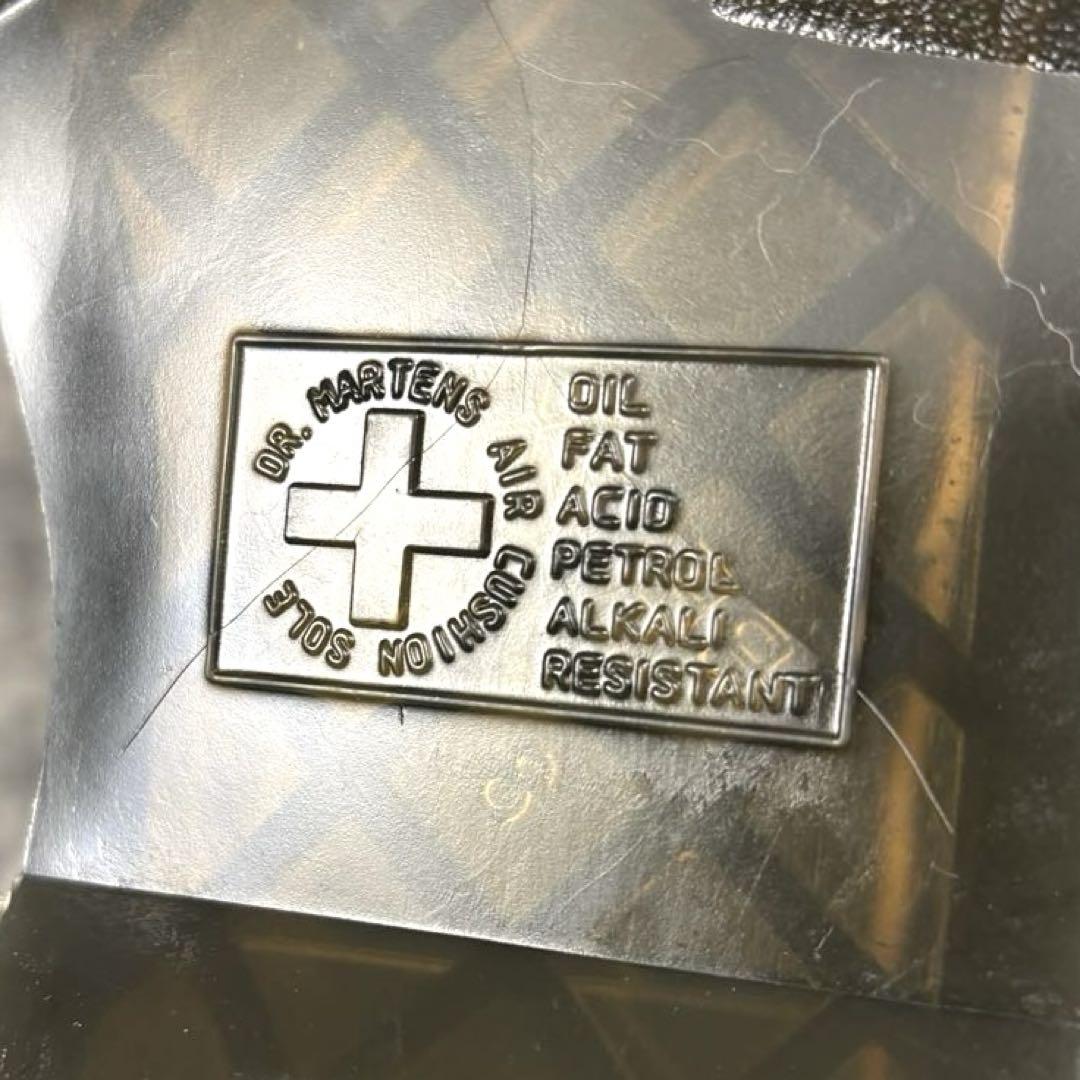 DR. MARTENS AIR CUSHION SOLE
OIL
FAT
ACID
PETROL
ALKALI
RESISTANT